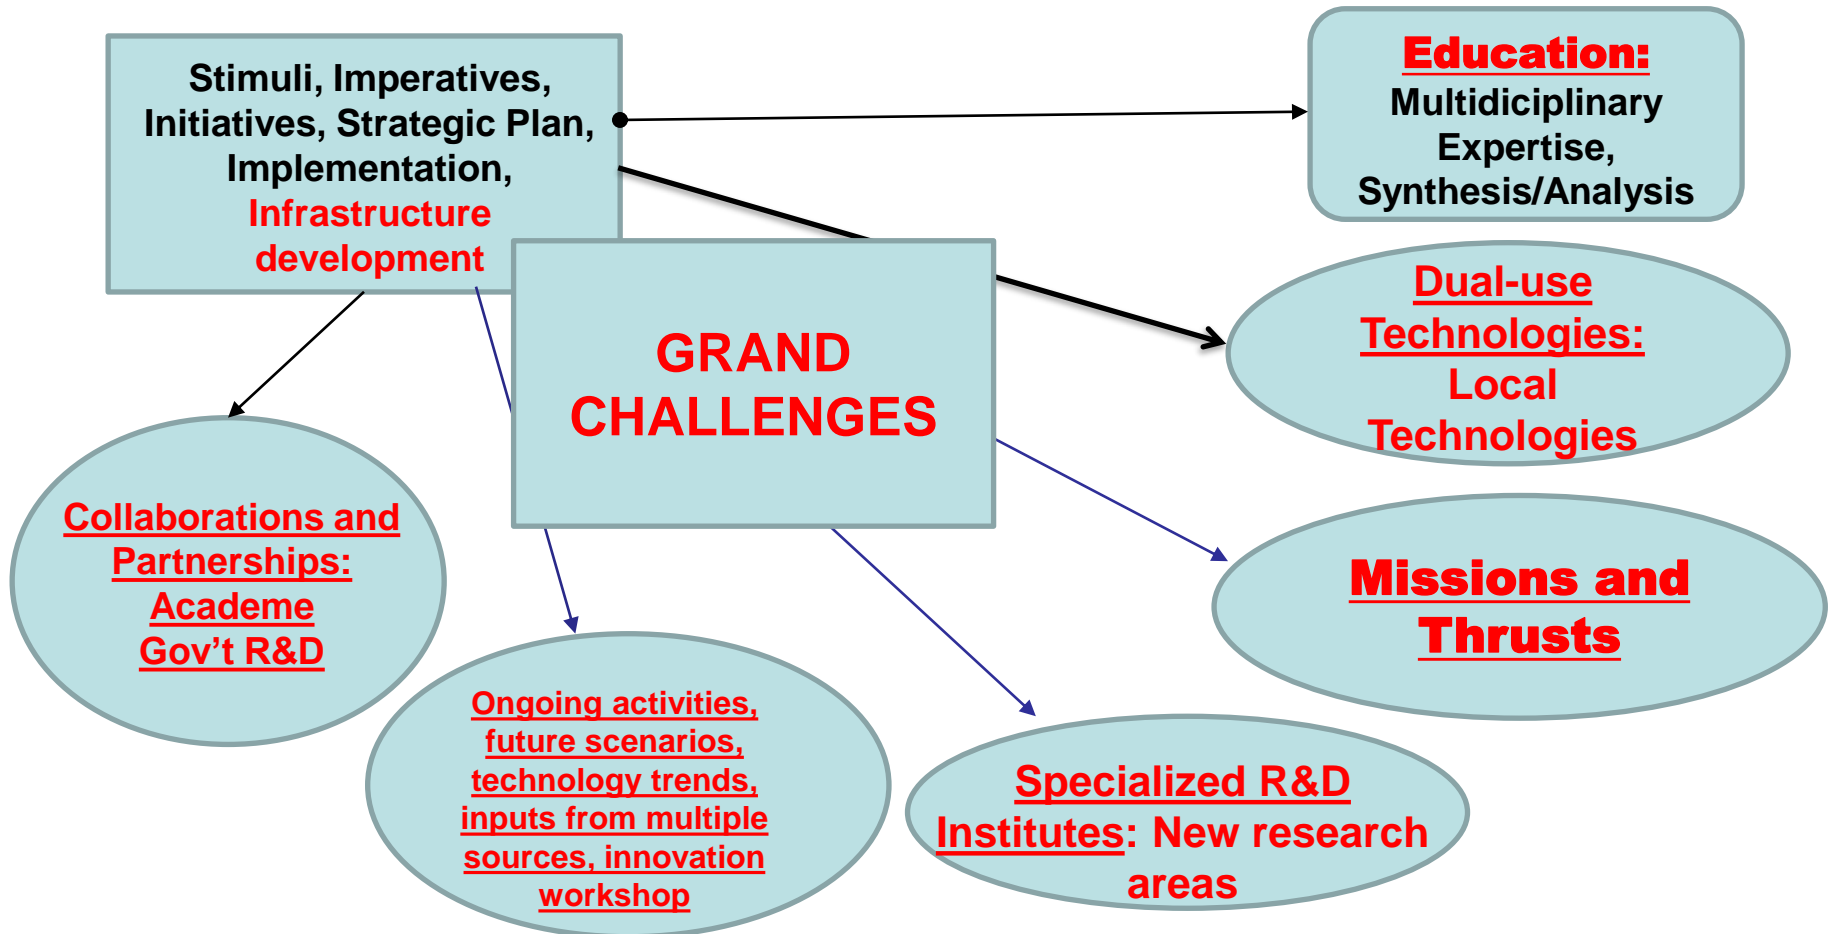 Stimuli, Imperatives,
Initiatives, Strategic Plan,
Implementation,
Infrastructure
development
Education:
Multidiciplinary
Expertise,
Synthesis/Analysis
GRAND
CHALLENGES
Dual-use
Technologies:
Local
Technologies
Collaborations and
Partnerships:
Academe
Gov’t R&D
Missions and
Thrusts
Ongoing activities,
future scenarios,
technology trends,
inputs from multiple
sources, innovation
workshop
Specialized R&D
Institutes: New research
areas